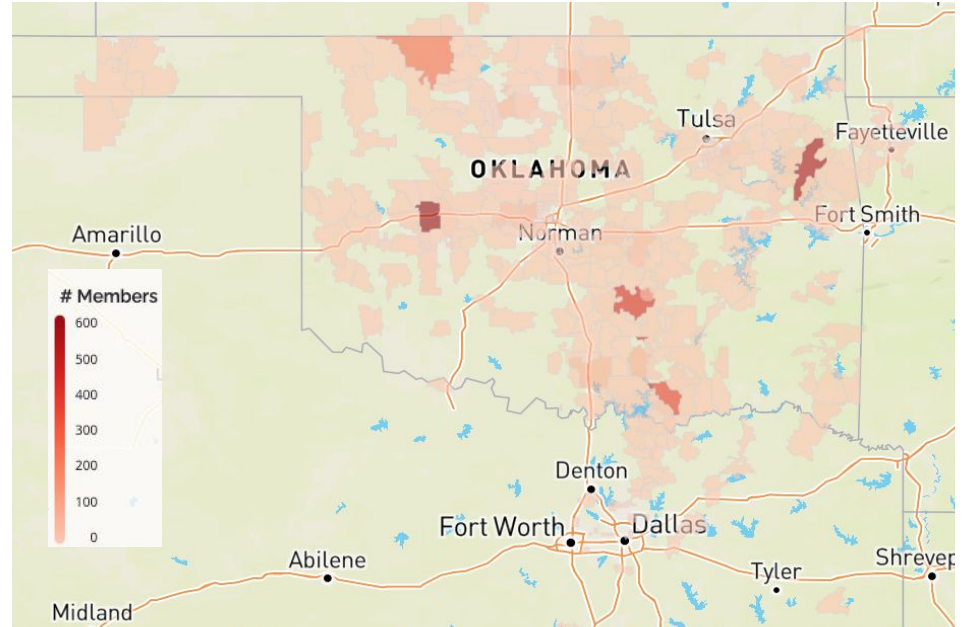 Tulsa
Fayetteville
OKLAHOMA
Fort Smith
Amarillo
Norman
# Members
600
500
400
300
200
100
0
Denton
Fort Worth
Dallas
Abilene
Tyler
Shrevep
Midland